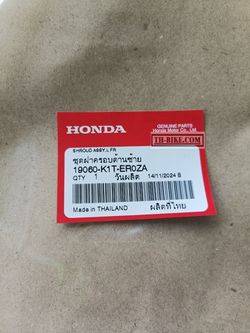 HONDA
GENUINE PARTS
Honda Motor Co., Ltd.
TH-BIKE.COM
SHROUD ASSY,L FR
ชุดฝาครอบด้านซ้าย
19060-K1T-ER0ZA
QTY 1 วันผลิต 14/11/2024 B
Made in THAILAND ผลิตที่ไทย